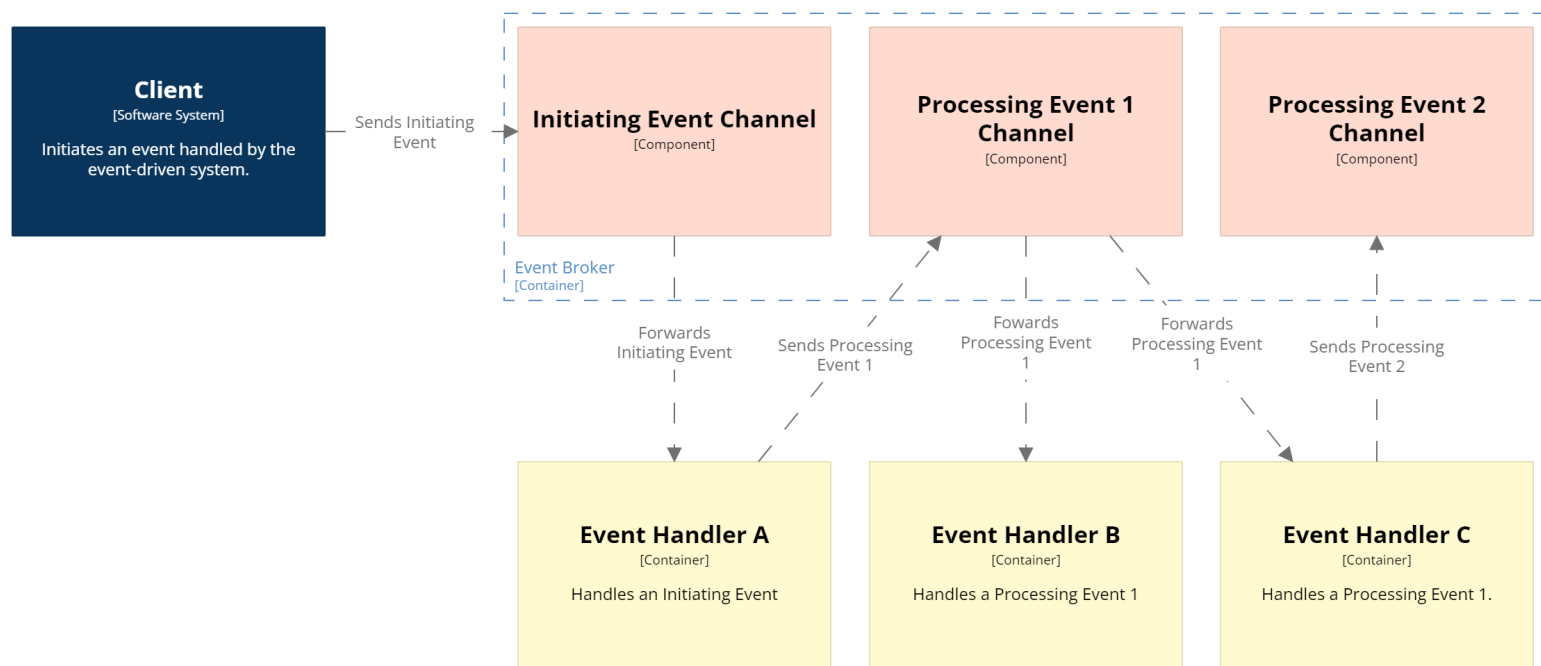 Client
[Software System]
Initiates an event handled by the
event-driven system.
Sends Initiating
Event
Initiating Event Channel
[Component]
Processing Event 1
Channel
[Component]
Processing Event 2
Channel
[Component]
Event Broker
[Container]
Forwards
Initiating Event
Sends Processing
Event 1
Fowards
Processing Event
1
Forwards
Processing Event
1
Sends Processing
Event 2
Event Handler A
[Container]
Handles an Initiating Event
Event Handler B
[Container]
Handles a Processing Event 1
Event Handler C
[Container]
Handles a Processing Event 1.